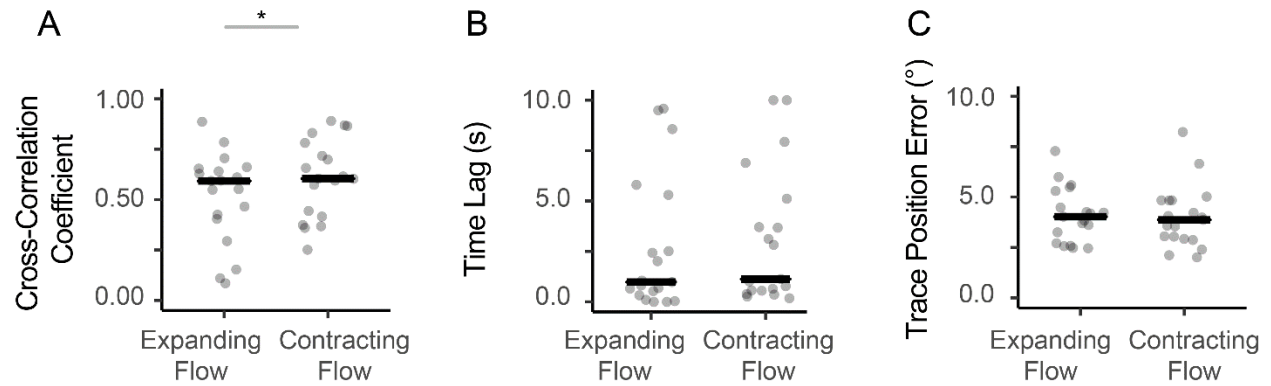 A
*
Cross-Correlation
Coefficient
1.00
0.50
0.00
Expanding
Flow
Contracting
Flow
B
Time Lag (s)
10.0
5.0
0.0
Expanding
Flow
Contracting
Flow
C
Trace Position Error (°)
10.0
5.0
0.0
Expanding
Flow
Contracting
Flow